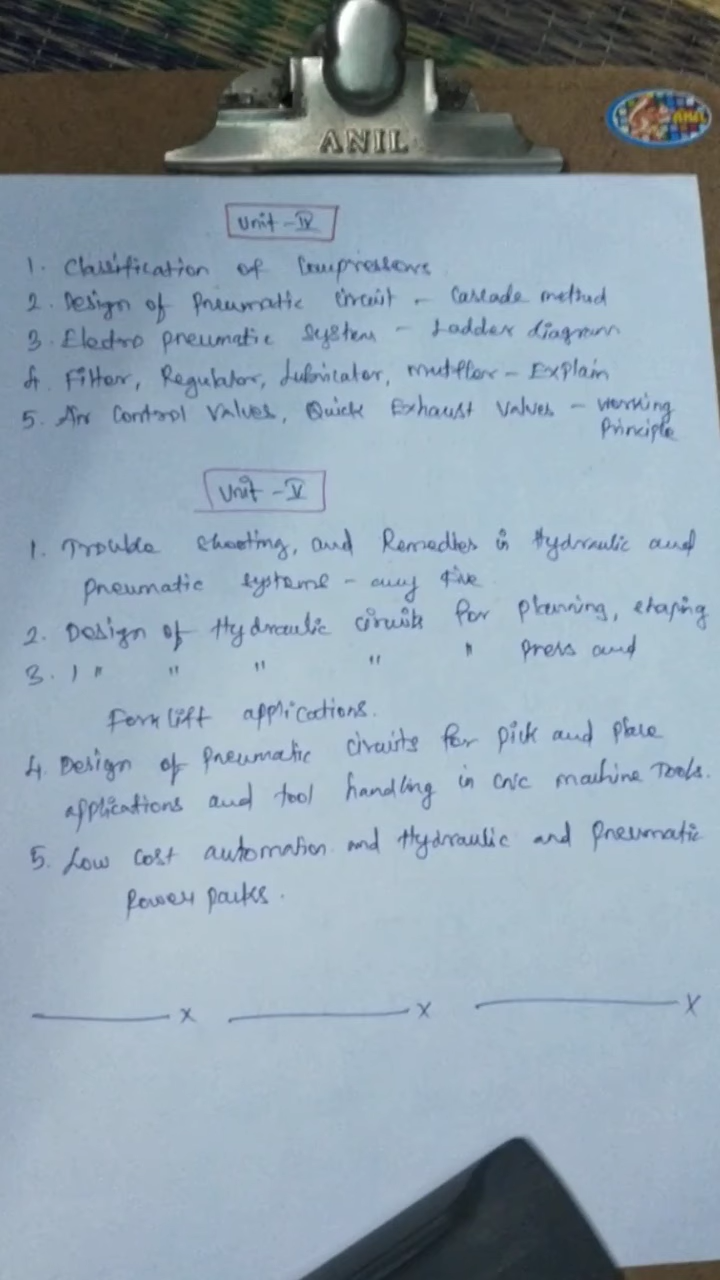 ANIL
ANIL
Unit - IV
1. Classification of Compressors
2. Design of Pneumatic Circuit - Cascade method
3. Electro pneumatic System - Ladder diagram
4. Filter, Regulator, Lubricator, Mufflor - Explain
5. Air Control Valves, Quick Exhaust Valves - Working
Principle
Unit - V
1. Trouble shooting, and Remedies in Hydraulic and
Pneumatic systems - any five
2. Design of Hydraulic circuits for planning, shaping
3. " " " " " press and
Fork lift applications.
4. Design of Pneumatic circuits for pick and place
applications and tool handling in CNC machine Tools.
5. Low cost automation and Hydraulic and Pneumatic
Power packs.
x x x